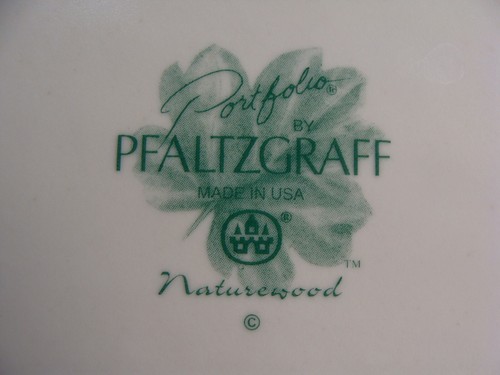 Portfolio®
BY
PFALTZGRAFF
MADE IN USA
®
™
Naturewood
©